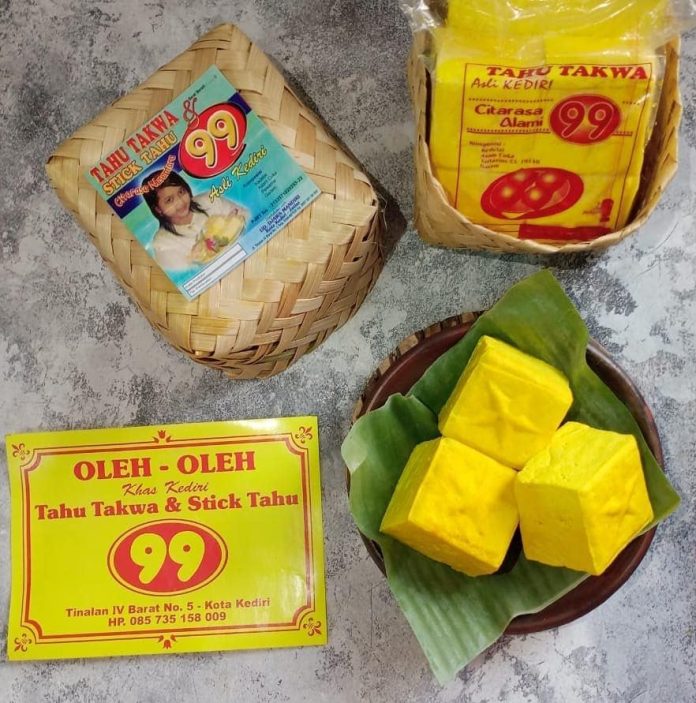 TAHU TAKWA
&
STICK TAHU
99
Asli Kediri
TAHU TAKWA
Asli KEDIRI
Citarasa
Alami
99
99
OLEH - OLEH
Khas Kediri
Tahu Takwa & Stick Tahu
99
Tinalan IV Barat No. 5 - Kota Kediri
HP. 085 735 158 009